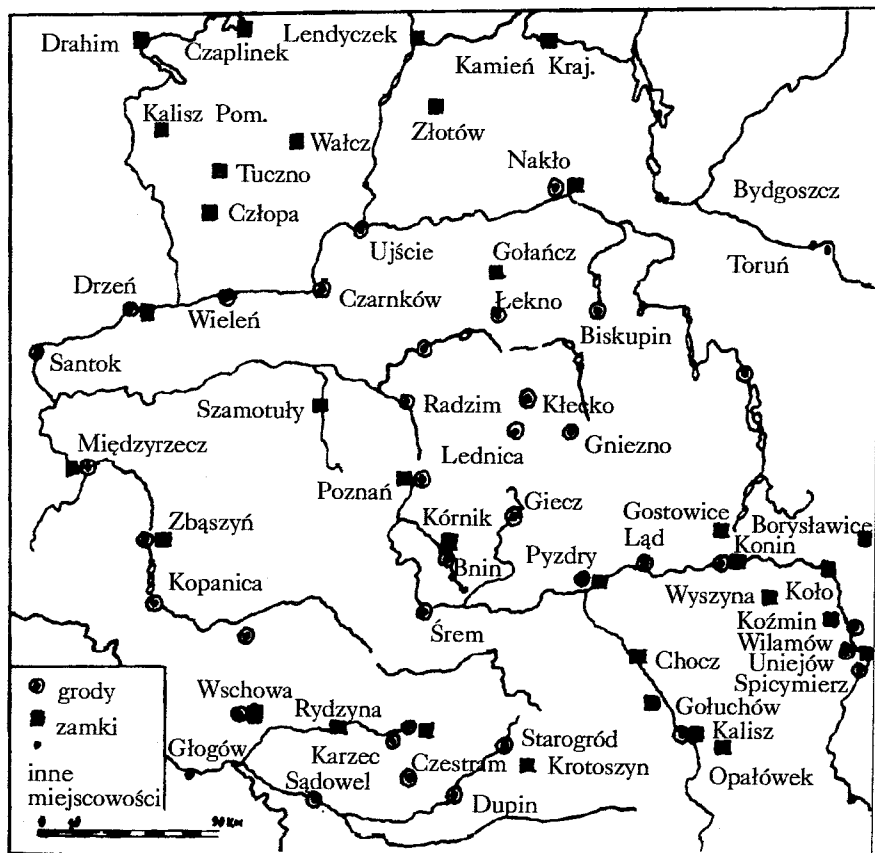 Drahim
Czaplinek
Lendyczek
Kamień Kraj.
Kalisz Pom.
Wałcz
Złotów
Tuczno
Nakło
Człopa
Bydgoszcz
Ujście
Gołańcz
Toruń
Drzeń
Wieleń
Czarnków
Łekno
Biskupin
Santok
Szamotuły
Radzim
Kłecko
Międzyrzecz
Lednica
Gniezno
Poznań
Zbąszyń
Kórnik
Giecz
Gostowice
Borysławice
Ląd
Konin
Bnin
Pyzdry
Kopanica
Wyszyna
Koło
Śrem
Koźmin
Wilamów
Chocz
Uniejów
Spicymierz
Wschowa
Rydzyna
Gołuchów
Kalisz
Starogród
Głogów
Karzec
Czestram
Krotoszyn
Opałówek
Sądowel
Dupin
grody
zamki
inne
miejscowości